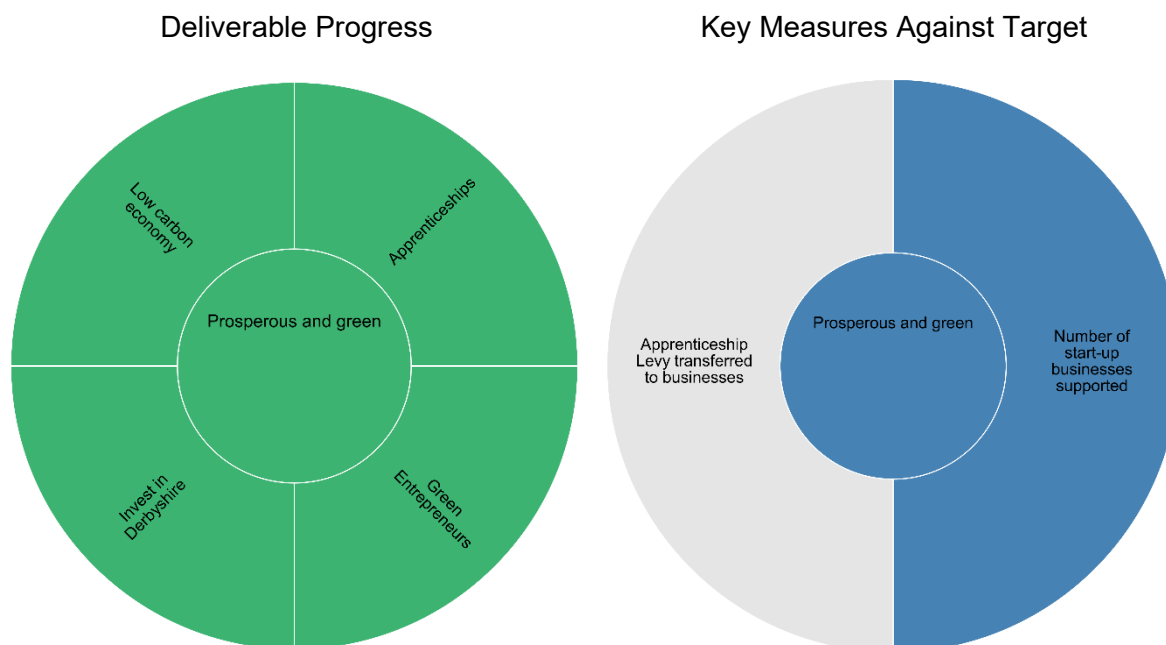 Deliverable Progress
Key Measures Against Target
Low carbon
economy
Apprenticeships
Prosperous and green
Invest in
Derbyshire
Green
Entrepreneurs
Apprenticeship
Levy transferred
to businesses
Prosperous and green
Number of
start-up
businesses
supported